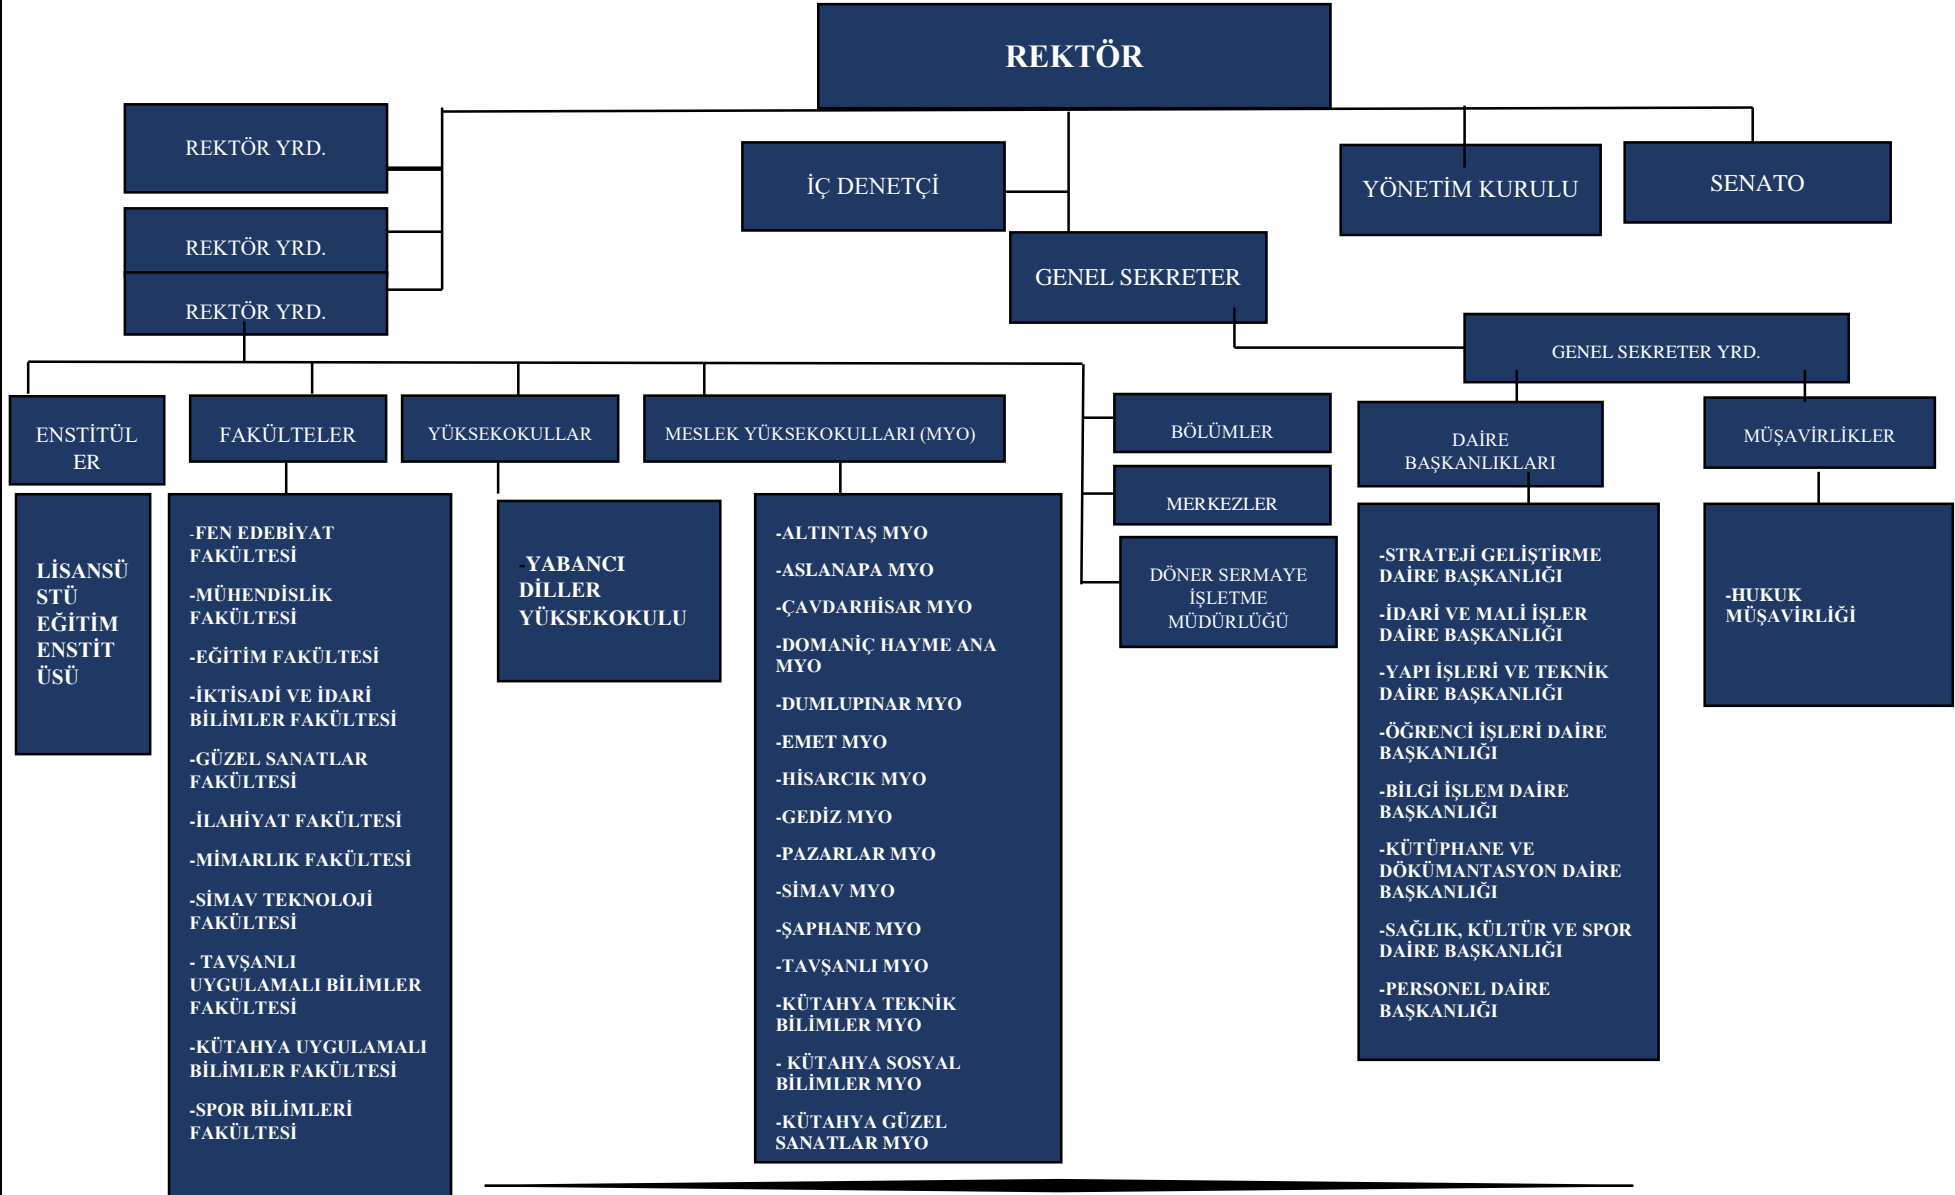 REKTÖR
REKTÖR YRD.
REKTÖR YRD.
REKTÖR YRD.
İÇ DENETÇİ
GENEL SEKRETER
YÖNETİM KURULU
SENATO
GENEL SEKRETER YRD.
ENSTİTÜL
ER
FAKÜLTELER
YÜKSEKOKULLAR
MESLEK YÜKSEKOKULLARI (MYO)
BÖLÜMLER
MERKEZLER
DÖNER SERMAYE
İŞLETME
MÜDÜRLÜĞÜ
DAİRE
BAŞKANLIKLARI
MÜŞAVİRLİKLER
LİSANSÜ
STÜ
EĞİTİM
ENSTİT
ÜSÜ
-FEN EDEBİYAT
FAKÜLTESİ
-MÜHENDİSLİK
FAKÜLTESİ
-EĞİTİM FAKÜLTESİ
-İKTİSADİ VE İDARİ
BİLİMLER FAKÜLTESİ
-GÜZEL SANATLAR
FAKÜLTESİ
-İLAHİYAT FAKÜLTESİ
-MİMARLIK FAKÜLTESİ
-SİMAV TEKNOLOJİ
FAKÜLTESİ
- TAVŞANLI
UYGULAMALI BİLİMLER
FAKÜLTESİ
-KÜTAHYA UYGULAMALI
BİLİMLER FAKÜLTESİ
-SPOR BİLİMLERİ
FAKÜLTESİ
-YABANCI
DİLLER
YÜKSEKOKULU
-ALTINTAŞ MYO
-ASLANAPA MYO
-ÇAVDARHİSAR MYO
-DOMANİÇ HAYME ANA
MYO
-DUMLUPINAR MYO
-EMET MYO
-HİSARCIK MYO
-GEDİZ MYO
-PAZARLAR MYO
-SİMAV MYO
-ŞAPHANE MYO
-TAVŞANLI MYO
-KÜTAHYA TEKNİK
BİLİMLER MYO
- KÜTAHYA SOSYAL
BİLİMLER MYO
-KÜTAHYA GÜZEL
SANATLAR MYO
-STRATEJİ GELİŞTİRME
DAİRE BAŞKANLIĞI
-İDARİ VE MALİ İŞLER
DAİRE BAŞKANLIĞI
-YAPI İŞLERİ VE TEKNİK
DAİRE BAŞKANLIĞI
-ÖĞRENCİ İŞLERİ DAİRE
BAŞKANLIĞI
-BİLGİ İŞLEM DAİRE
BAŞKANLIĞI
-KÜTÜPHANE VE
DÖKÜMANTASYON DAİRE
BAŞKANLIĞI
-SAĞLIK, KÜLTÜR VE SPOR
DAİRE BAŞKANLIĞI
-PERSONEL DAİRE
BAŞKANLIĞI
-HUKUK
MÜŞAVİRLİĞİ